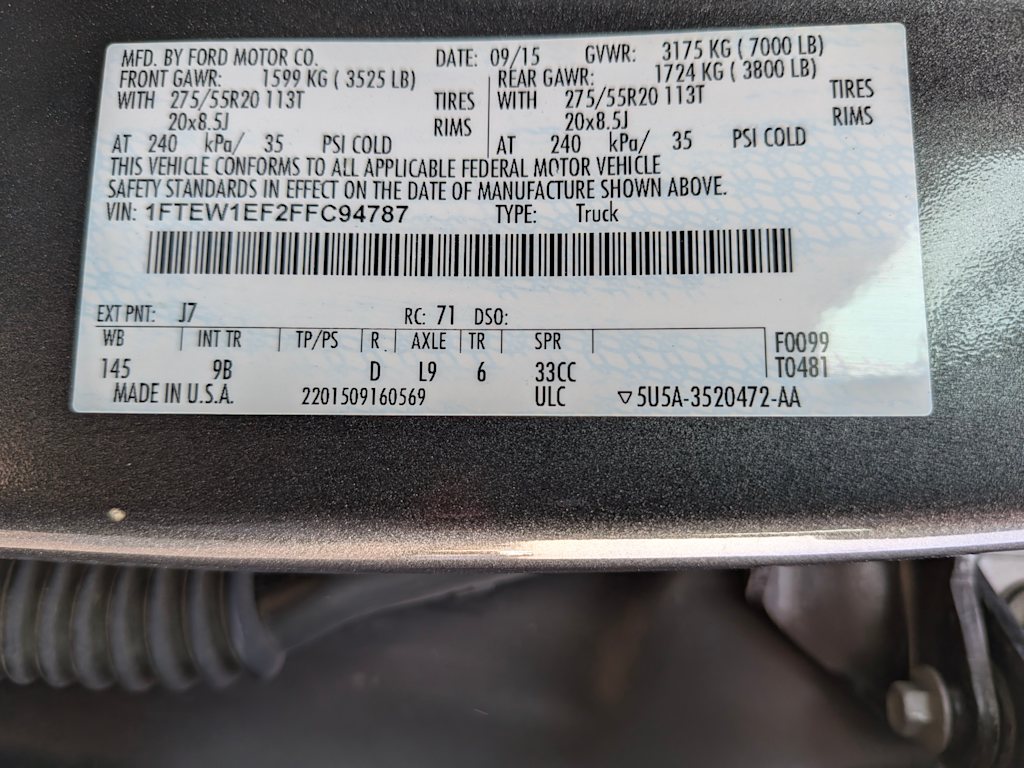 MFD. BY FORD MOTOR CO. DATE: 09/15 GVWR: 3175 KG ( 7000 LB)
FRONT GAWR: 1599 KG ( 3525 LB) REAR GAWR: 1724 KG ( 3800 LB)
WITH 275/55R20 113T TIRES WITH 275/55R20 113T TIRES
20x8.5J RIMS 20x8.5J RIMS
AT 240 kPa/ 35 PSI COLD AT 240 kPa/ 35 PSI COLD
THIS VEHICLE CONFORMS TO ALL APPLICABLE FEDERAL MOTOR VEHICLE
SAFETY STANDARDS IN EFFECT ON THE DATE OF MANUFACTURE SHOWN ABOVE.
VIN: 1FTEW1EF2FFC94787 TYPE: Truck
EXT PNT: J7 RC: 71 DSO:
WB INT TR TP/PS R AXLE TR SPR F0099
145 9B D L9 6 33CC T0481
MADE IN U.S.A. 2201509160569 ULC ▽5U5A-3520472-AA